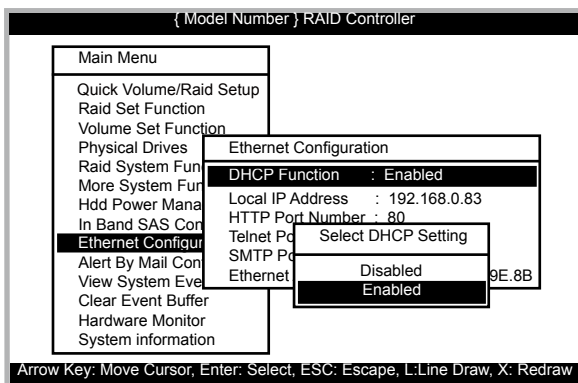 { Model Number } RAID Controller
Main Menu
Quick Volume/Raid Setup
Raid Set Function
Volume Set Function
Physical Drives
Raid System Fun
More System Fun
Hdd Power Mana
In Band SAS Con
Ethernet Configur
Alert By Mail Con
View System Eve
Clear Event Buffer
Hardware Monitor
System information
Ethernet Configuration
DHCP Function : Enabled
Local IP Address : 192.168.0.83
HTTP Port Number : 80
Telnet Po
SMTP Po
Ethernet 9E.8B
Select DHCP Setting
Disabled
Enabled
Arrow Key: Move Cursor, Enter: Select, ESC: Escape, L:Line Draw, X: Redraw